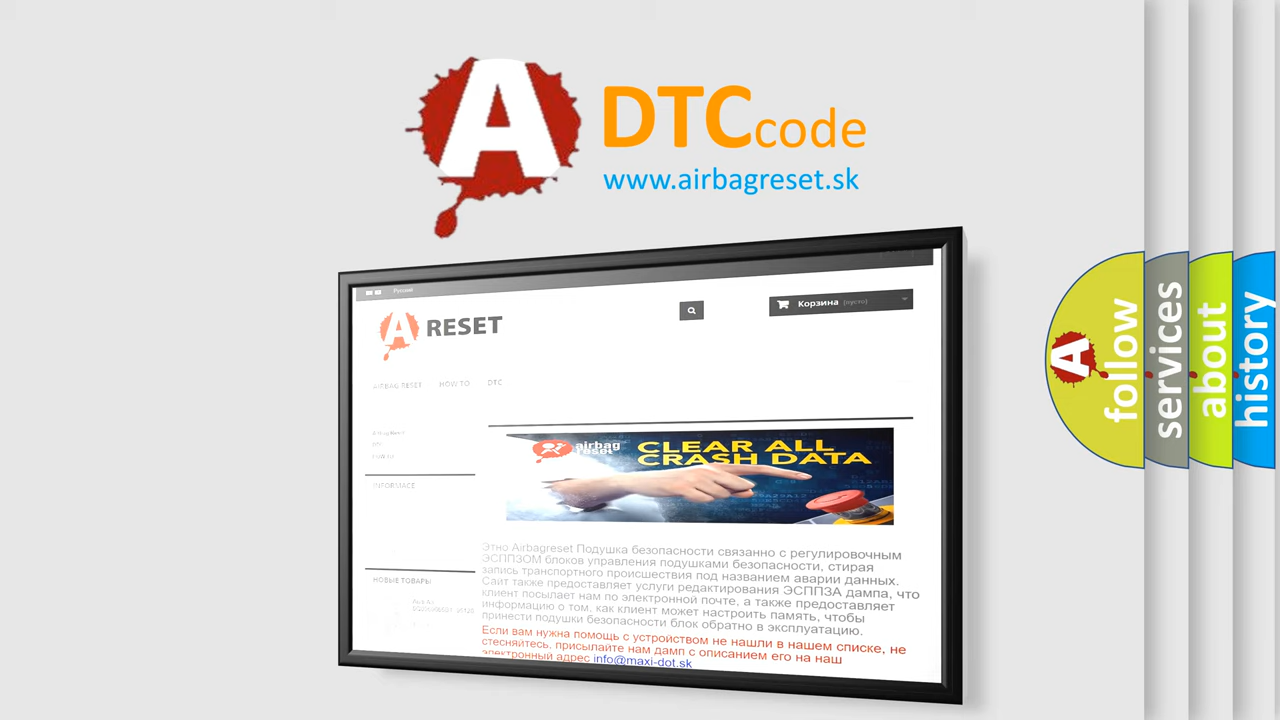 A DTCcode
www.airbagreset.sk
Русский
A RESET
Корзина (пусто)
AIRBAG RESET HOW TO DTC
Airbag Reset
DTC
INFORMACE
airbag
reset
CLEAR ALL
CRASH DATA
Этно Airbagreset Подушка безопасности связанно с регулировочным
ЭСППЗОМ блоков управления подушками безопасности, стирая
запись транспортного происшествия под названием аварии данных.
Сайт также предоставляет услуги редактирования ЭСППЗА дампа, что
клиент посылает нам по электронной почте, а также предоставляет
информацию о том, как клиент может настроить память, чтобы
принести подушки безопасности блок обратно в эксплуатацию.
Если вам нужна помощь с устройством не нашли в нашем списке, не
стесняйтесь, присылайте нам дамп с описанием его на наш
электронный адрес info@maxi-dot.sk
НОВЫЕ ТОВАРЫ
A follow
services
about
history